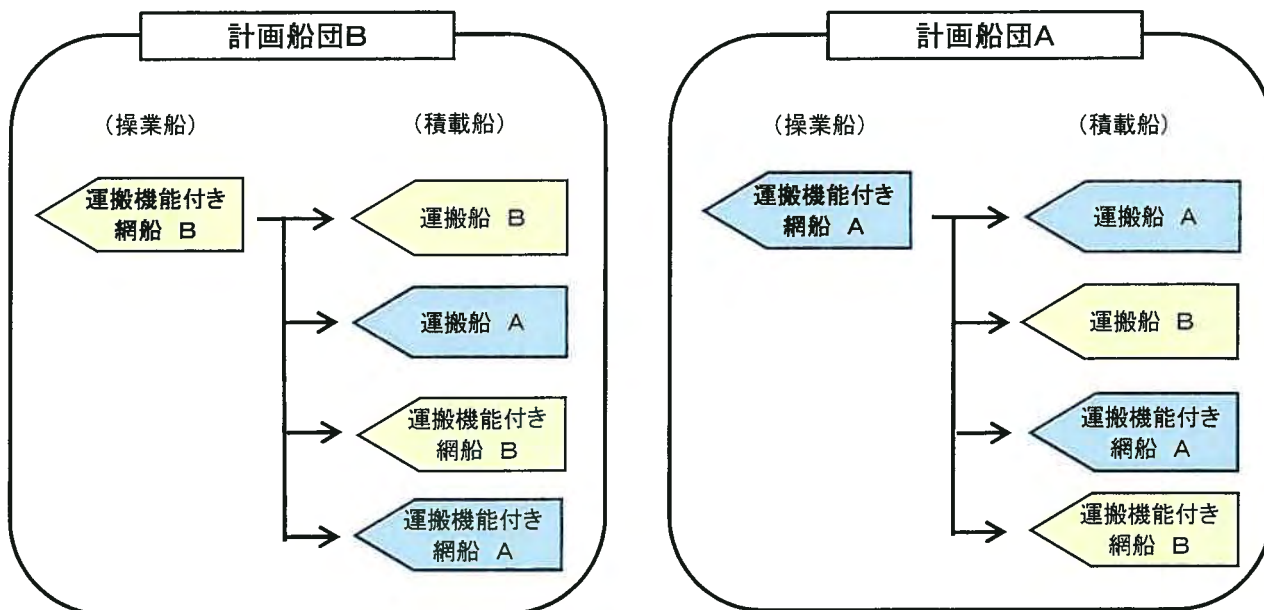 計画船団B
(操業船)
(積載船)
運搬機能付き
網船 B
運搬船 B
運搬船 A
運搬機能付き
網船 B
運搬機能付き
網船 A
計画船団A
(操業船)
(積載船)
運搬機能付き
網船 A
運搬船 A
運搬船 B
運搬機能付き
網船 A
運搬機能付き
網船 B